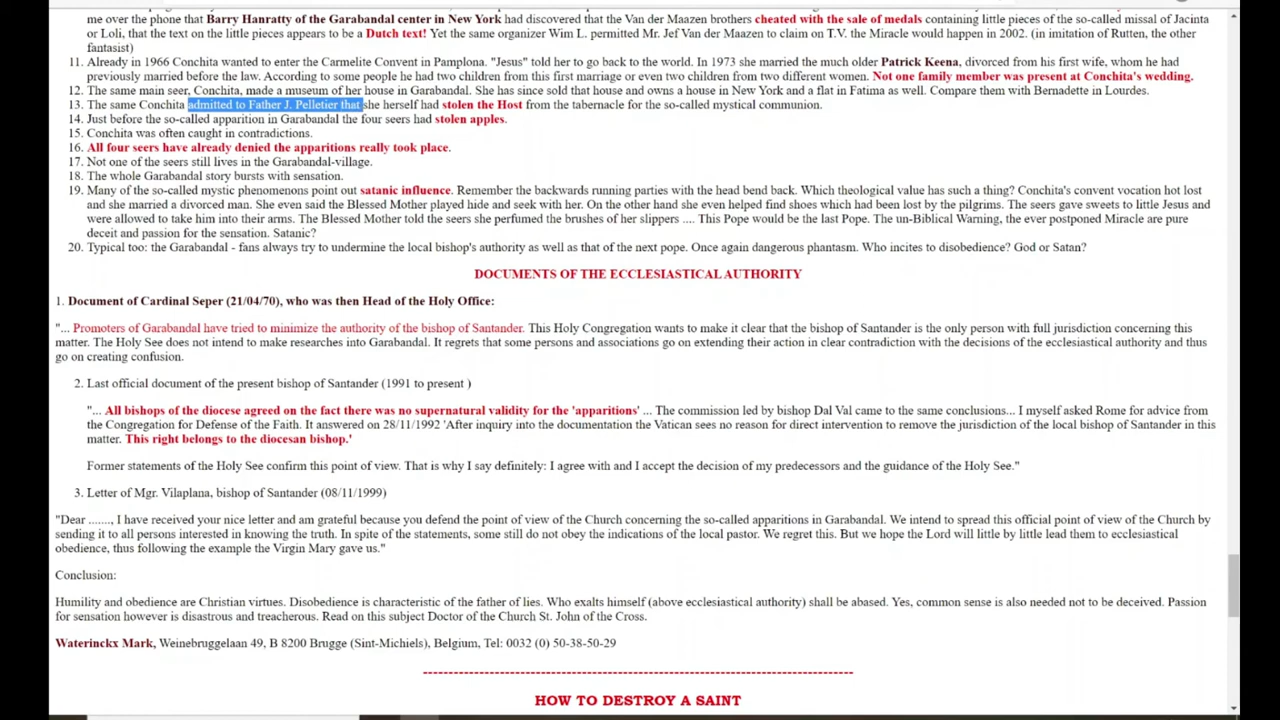 me over the phone that Barry Hanratty of the Garabandal center in New York had discovered that the Van der Maazen brothers cheated with the sale of medals containing little pieces of the so-called missal of Jacinta
or Loli, that the text on the little pieces appears to be a Dutch text! Yet the same organizer Wim L. permitted Mr. Jef Van der Maazen to claim on T.V. the Miracle would happen in 2002. (in imitation of Rutten, the other
fantasist)
11. Already in 1966 Conchita wanted to enter the Carmelite Convent in Pamplona. "Jesus" told her to go back to the world. In 1973 she married the much older Patrick Keena, divorced from his first wife, whom he had
previously married before the law. According to some people he had two children from this first marriage or even two children from two different women. Not one family member was present at Conchita's wedding.
12. The same main seer, Conchita, made a museum of her house in Garabandal. She has since sold that house and owns a house in New York and a flat in Fatima as well. Compare them with Bernadette in Lourdes.
13. The same Conchita admitted to Father J. Pelletier that she herself had stolen the Host from the tabernacle for the so-called mystical communion.
14. Just before the so-called apparition in Garabandal the four seers had stolen apples.
15. Conchita was often caught in contradictions.
16. All four seers have already denied the apparitions really took place.
17. Not one of the seers still lives in the Garabandal-village.
18. The whole Garabandal story bursts with sensation.
19. Many of the so-called mystic phenomenons point out satanic influence. Remember the backwards running parties with the head bend back. Which theological value has such a thing? Conchita's convent vocation hot lost
and she married a divorced man. She even said the Blessed Mother played hide and seek with her. On the other hand she even helped find shoes which had been lost by the pilgrims. The seers gave sweets to little Jesus and
were allowed to take him into their arms. The Blessed Mother told the seers she perfumed the brushes of her slippers .... This Pope would be the last Pope. The un-Biblical Warning, the ever postponed Miracle are pure
deceit and passion for the sensation. Satanic?
20. Typical too: the Garabandal - fans always try to undermine the local bishop's authority as well as that of the next pope. Once again dangerous phantasm. Who incites to disobedience? God or Satan?
DOCUMENTS OF THE ECCLESIASTICAL AUTHORITY
1. Document of Cardinal Seper (21/04/70), who was then Head of the Holy Office:
"... Promoters of Garabandal have tried to minimize the authority of the bishop of Santander. This Holy Congregation wants to make it clear that the bishop of Santander is the only person with full jurisdiction concerning this
matter. The Holy See does not intend to make researches into Garabandal. It regrets that some persons and associations go on extending their action in clear contradiction with the decisions of the ecclesiastical authority and thus
go on creating confusion.
2. Last official document of the present bishop of Santander (1991 to present )
"... All bishops of the diocese agreed on the fact there was no supernatural validity for the 'apparitions' ... The commission led by bishop Dal Val came to the same conclusions... I myself asked Rome for advice from
the Congregation for Defense of the Faith. It answered on 28/11/1992 'After inquiry into the documentation the Vatican sees no reason for direct intervention to remove the jurisdiction of the local bishop of Santander in this
matter. This right belongs to the diocesan bishop.'
Former statements of the Holy See confirm this point of view. That is why I say definitely: I agree with and I accept the decision of my predecessors and the guidance of the Holy See."
3. Letter of Mgr. Vilaplana, bishop of Santander (08/11/1999)
"Dear ......., I have received your nice letter and am grateful because you defend the point of view of the Church concerning the so-called apparitions in Garabandal. We intend to spread this official point of view of the Church by
sending it to all persons interested in knowing the truth. In spite of the statements, some still do not obey the indications of the local pastor. We regret this. But we hope the Lord will little by little lead them to ecclesiastical
obedience, thus following the example the Virgin Mary gave us."
Conclusion:
Humility and obedience are Christian virtues. Disobedience is characteristic of the father of lies. Who exalts himself (above ecclesiastical authority) shall be abased. Yes, common sense is also needed not to be deceived. Passion
for sensation however is disastrous and treacherous. Read on this subject Doctor of the Church St. John of the Cross.
Waterinckx Mark, Weinebruggelaan 49, B 8200 Brugge (Sint-Michiels), Belgium, Tel: 0032 (0) 50-38-50-29
HOW TO DESTROY A SAINT